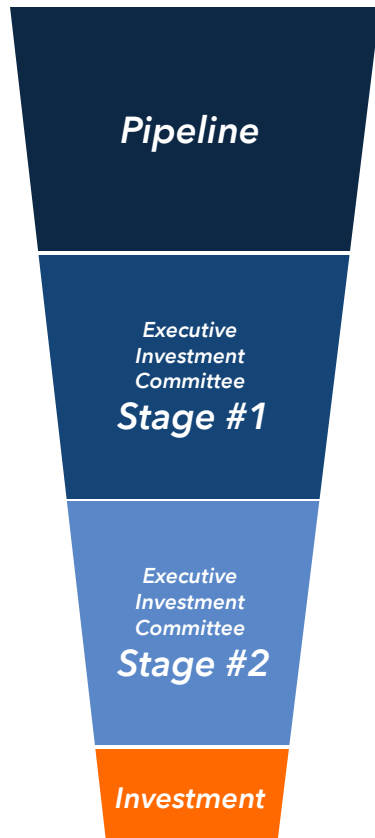 Pipeline
Executive
Investment
Committee
Stage #1
Executive
Investment
Committee
Stage #2
Investment